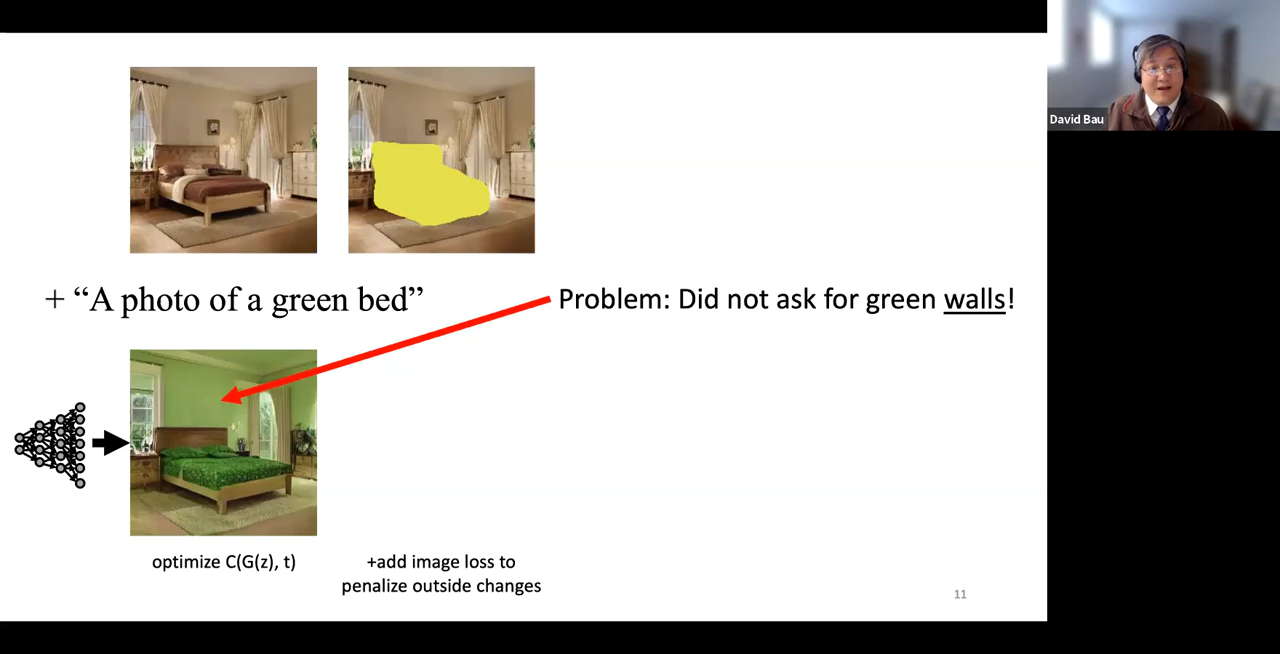 David Bau
+ “A photo of a green bed”
Problem: Did not ask for green walls!
optimize C(G(z), t)
+add image loss to
penalize outside changes
11